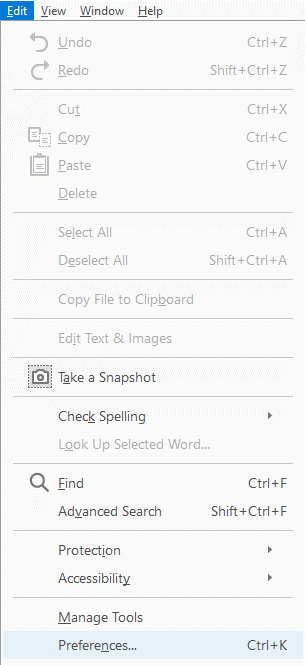 Edit View Window Help
Undo Ctrl+Z
Redo Shift+Ctrl+Z
Cut Ctrl+X
Copy Ctrl+C
Paste Ctrl+V
Delete
Select All Ctrl+A
Deselect All Shift+Ctrl+A
Copy File to Clipboard
Edit Text & Images
Take a Snapshot
Check Spelling
Look Up Selected Word...
Find Ctrl+F
Advanced Search Shift+Ctrl+F
Protection
Accessibility
Manage Tools
Preferences... Ctrl+K